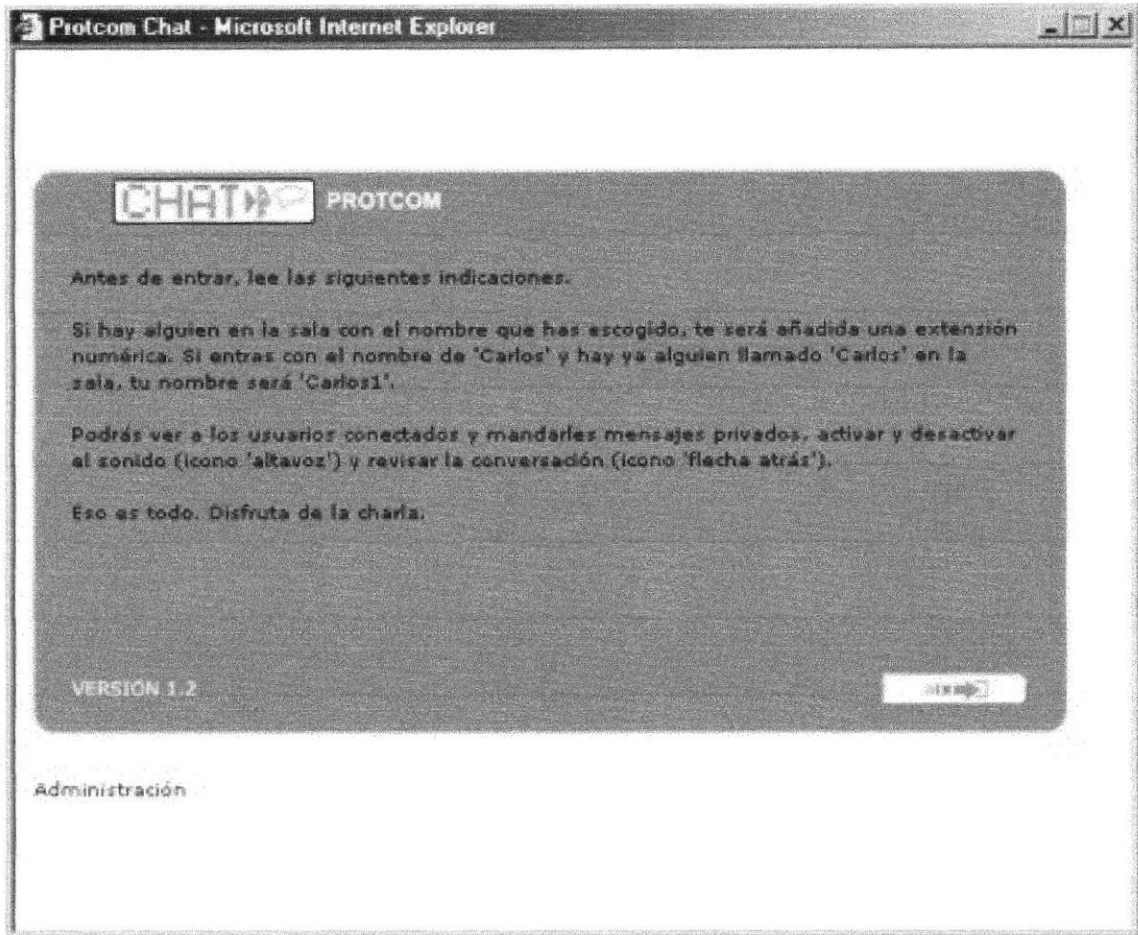 Protcom Chat - Microsoft Internet Explorer
CHAT PROTCOM
Antes de entrar, lee las siguientes indicaciones.
Si hay alguien en la sala con el nombre que has escogido, te será añadida una extensión
numérica. Si entras con el nombre de 'Carlos' y hay ya alguien llamado 'Carlos' en la
sala, tu nombre será 'Carlos1'.
Podrás ver a los usuarios conectados y mandarles mensajes privados, activar y desactivar
el sonido (icono 'altavoz') y revisar la conversación (icono 'flecha atrás').
Eso es todo. Disfruta de la charla.
VERSIÓN 1.2
Administración